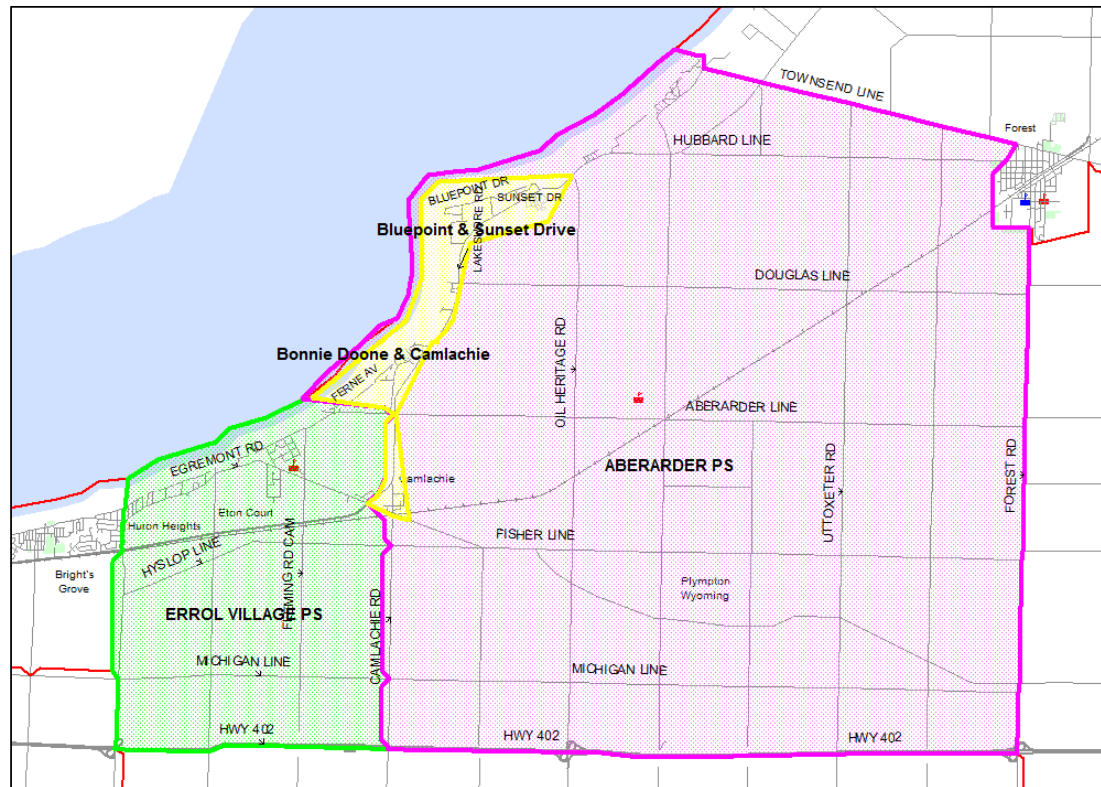 TOWNSEND LINE
Forest
HUBBARD LINE
BLUEPOINT DR
SUNSET DR
LAKESHORE RD
Bluepoint & Sunset Drive
DOUGLAS LINE
Bonnie Doone & Camlachie
OIL HERITAGE RD
FERNE AV
ABERARDER LINE
EGREMONT RD
ABERARDER PS
UTTOXETER RD
FOREST RD
Camlachie
Eton Court
Huron Heights
FISHER LINE
HYSLOP LINE
FLEMING RD CAM
Bright's
Grove
Plympton
Wyoming
ERROL VILLAGE PS
CAMLACHIE RD
MICHIGAN LINE
MICHIGAN LINE
HWY 402
HWY 402
HWY 402